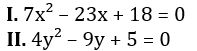 I. 7x² – 23x + 18 = 0
II. 4y² – 9y + 5 = 0